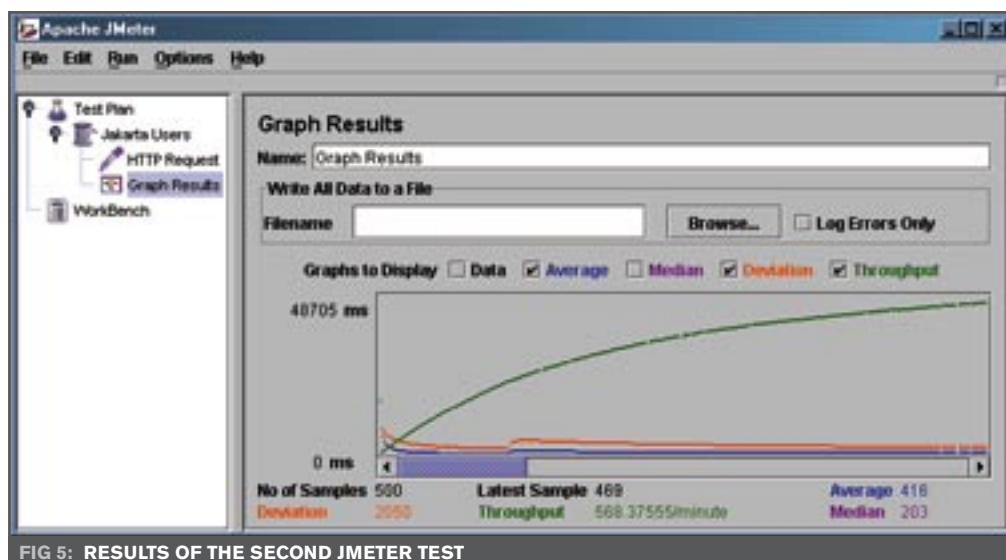 Apache JMeter
File Edit Run Options Help
Test Plan
Jakarta Users
HTTP Request
Graph Results
WorkBench
Graph Results
Name: Graph Results
Write All Data to a File
Filename Browse... Log Errors Only
Graphs to Display Data Average Median Deviation Throughput
48705 ms
0 ms
No of Samples 500 Latest Sample 469 Average 416
Deviation 2050 Throughput 568.37555/minute Median 203
FIG 5: RESULTS OF THE SECOND JMETER TEST